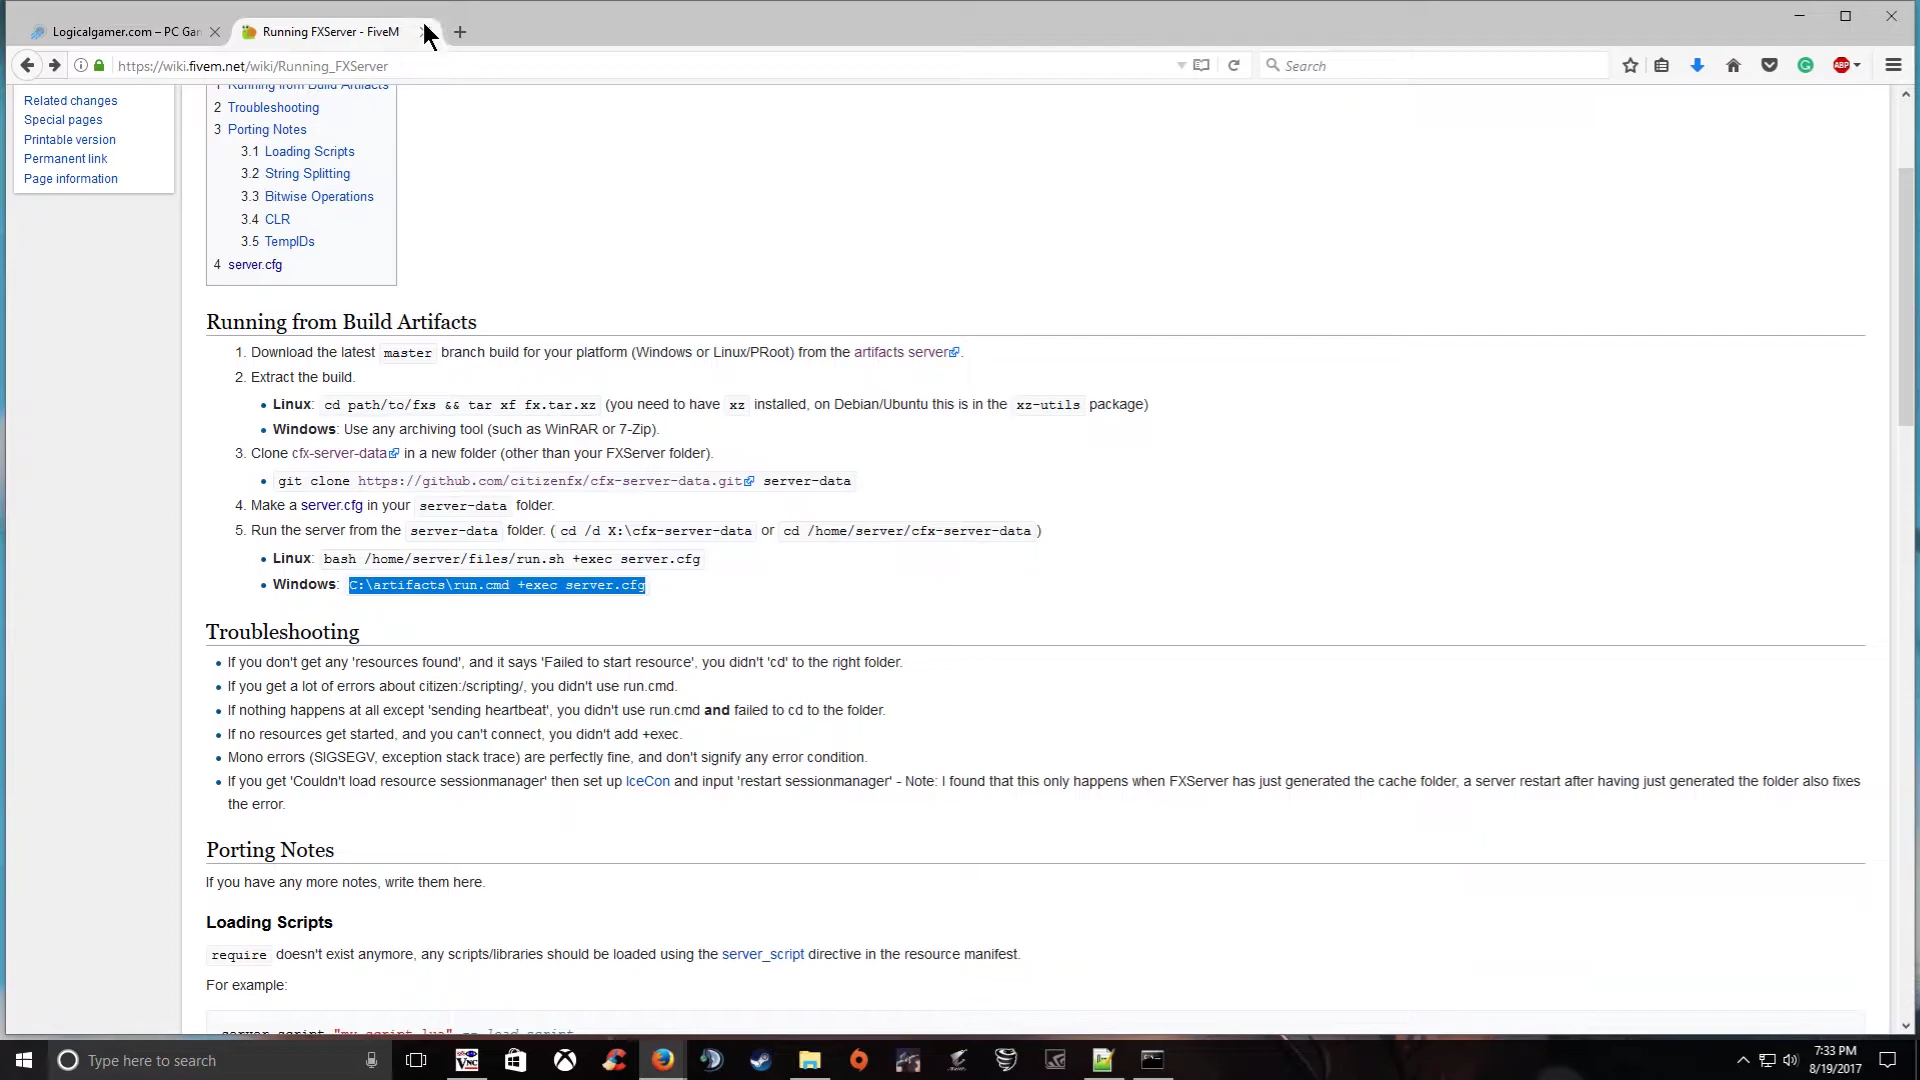 Logicalgamer.com – PC Gan
Running FXServer - FiveM
https://wiki.fivem.net/wiki/Running_FXServer
Search
ABP
Related changes
Special pages
Printable version
Permanent link
Page information
1 Running from Build Artifacts
2 Troubleshooting
3 Porting Notes
3.1 Loading Scripts
3.2 String Splitting
3.3 Bitwise Operations
3.4 CLR
3.5 TempIDs
4 server.cfg
Running from Build Artifacts
1. Download the latest master branch build for your platform (Windows or Linux/PRoot) from the artifacts server.
2. Extract the build.
• Linux: cd path/to/fxs && tar xf fx.tar.xz (you need to have xz installed, on Debian/Ubuntu this is in the xz-utils package)
• Windows: Use any archiving tool (such as WinRAR or 7-Zip).
3. Clone cfx-server-data in a new folder (other than your FXServer folder).
• git clone https://github.com/citizenfx/cfx-server-data.git server-data
4. Make a server.cfg in your server-data folder.
5. Run the server from the server-data folder. ( cd /d X:\cfx-server-data or cd /home/server/cfx-server-data )
• Linux: bash /home/server/files/run.sh +exec server.cfg
• Windows: C:\artifacts\run.cmd +exec server.cfg
Troubleshooting
• If you don't get any 'resources found', and it says 'Failed to start resource', you didn't 'cd' to the right folder.
• If you get a lot of errors about citizen:/scripting/, you didn't use run.cmd.
• If nothing happens at all except 'sending heartbeat', you didn't use run.cmd and failed to cd to the folder.
• If no resources get started, and you can't connect, you didn't add +exec.
• Mono errors (SIGSEGV, exception stack trace) are perfectly fine, and don't signify any error condition.
• If you get 'Couldn't load resource sessionmanager' then set up IceCon and input 'restart sessionmanager' - Note: I found that this only happens when FXServer has just generated the cache folder, a server restart after having just generated the folder also fixes
the error.
Porting Notes
If you have any more notes, write them here.
Loading Scripts
require doesn't exist anymore, any scripts/libraries should be loaded using the server_script directive in the resource manifest.
For example:
server_script "my_script.lua" -- load script
Type here to search
7:33 PM
8/19/2017